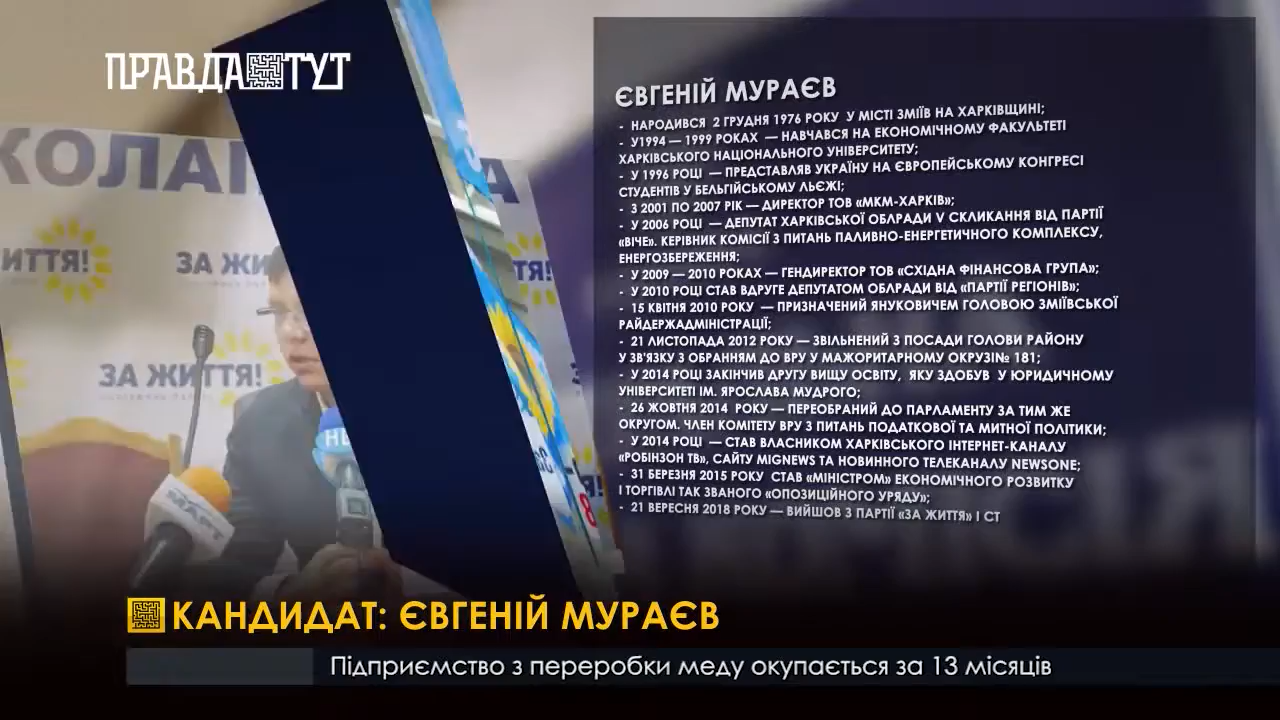 ПРАВДА ТУТ
ЄВГЕНІЙ МУРАЄВ
- НАРОДИВСЯ 2 ГРУДНЯ 1976 РОКУ У МІСТІ ЗМІЇВ НА ХАРКІВЩИНІ;
- У1994 — 1999 РОКАХ — НАВЧАВСЯ НА ЕКОНОМІЧНОМУ ФАКУЛЬТЕТІ
ХАРКІВСЬКОГО НАЦІОНАЛЬНОГО УНІВЕРСИТЕТУ;
- У 1996 РОЦІ — ПРЕДСТАВЛЯВ УКРАЇНУ НА ЄВРОПЕЙСЬКОМУ КОНГРЕСІ
СТУДЕНТІВ У БЕЛЬГІЙСЬКОМУ ЛЬЄЖІ;
- З 2001 ПО 2007 РІК — ДИРЕКТОР ТОВ «МКМ-ХАРКІВ»;
- У 2006 РОЦІ — ДЕПУТАТ ХАРКІВСЬКОЇ ОБЛРАДИ V СКЛИКАННЯ ВІД ПАРТІЇ
«ВІЧЕ». КЕРІВНИК КОМІСІЇ З ПИТАНЬ ПАЛИВНО-ЕНЕРГЕТИЧНОГО КОМПЛЕКСУ,
ЕНЕРГОЗБЕРЕЖЕННЯ;
- У 2009 — 2010 РОКАХ — ГЕНДИРЕКТОР ТОВ «СХІДНА ФІНАНСОВА ГРУПА»;
- У 2010 РОЦІ СТАВ ВДРУГЕ ДЕПУТАТОМ ОБЛРАДИ ВІД «ПАРТІЇ РЕГІОНІВ»;
- 15 КВІТНЯ 2010 РОКУ — ПРИЗНАЧЕНИЙ ЯНУКОВИЧЕМ ГОЛОВОЮ ЗМІЇВСЬКОЇ
РАЙДЕРЖАДМІНІСТРАЦІЇ;
- 21 ЛИСТОПАДА 2012 РОКУ — ЗВІЛЬНЕНИЙ З ПОСАДИ ГОЛОВИ РАЙОНУ
У ЗВ'ЯЗКУ З ОБРАННЯМ ДО ВРУ У МАЖОРИТАРНОМУ ОКРУЗІ№ 181;
- У 2014 РОЦІ ЗАКІНЧИВ ДРУГУ ВИЩУ ОСВІТУ, ЯКУ ЗДОБУВ У ЮРИДИЧНОМУ
УНІВЕРСИТЕТІ ІМ. ЯРОСЛАВА МУДРОГО;
- 26 ЖОВТНЯ 2014 РОКУ — ПЕРЕОБРАНИЙ ДО ПАРЛАМЕНТУ ЗА ТИМ ЖЕ
ОКРУГОМ. ЧЛЕН КОМІТЕТУ ВРУ З ПИТАНЬ ПОДАТКОВОЇ ТА МИТНОЇ ПОЛІТИКИ;
- У 2014 РОЦІ — СТАВ ВЛАСНИКОМ ХАРКІВСЬКОГО ІНТЕРНЕТ-КАНАЛУ
«РОБІНЗОН ТВ», САЙТУ MIGNEWS ТА НОВИННОГО ТЕЛЕКАНАЛУ NEWSONE;
- 31 БЕРЕЗНЯ 2015 РОКУ СТАВ «МІНІСТРОМ» ЕКОНОМІЧНОГО РОЗВИТКУ
І ТОРГІВЛІ ТАК ЗВАНОГО «ОПОЗИЦІЙНОГО УРЯДУ»;
- 21 ВЕРЕСНЯ 2018 РОКУ — ВИЙШОВ З ПАРТІЇ «ЗА ЖИТТЯ» І СТ
ЗА ЖИ
ЗА ЖИТТЯ!
КАНДИДАТ: ЄВГЕНІЙ МУРАЄВ
Підприємство з переробки меду окупається за 13 місяців